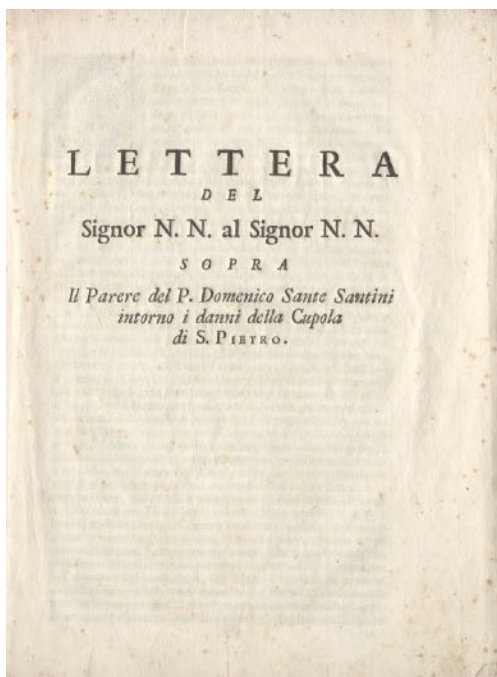 LETTERA
DEL
Signor N. N. al Signor N. N.
SOPRA
Il Parere del P. Domenico Sante Santini
intorno i danni della Cupola
di S. PIETRO.